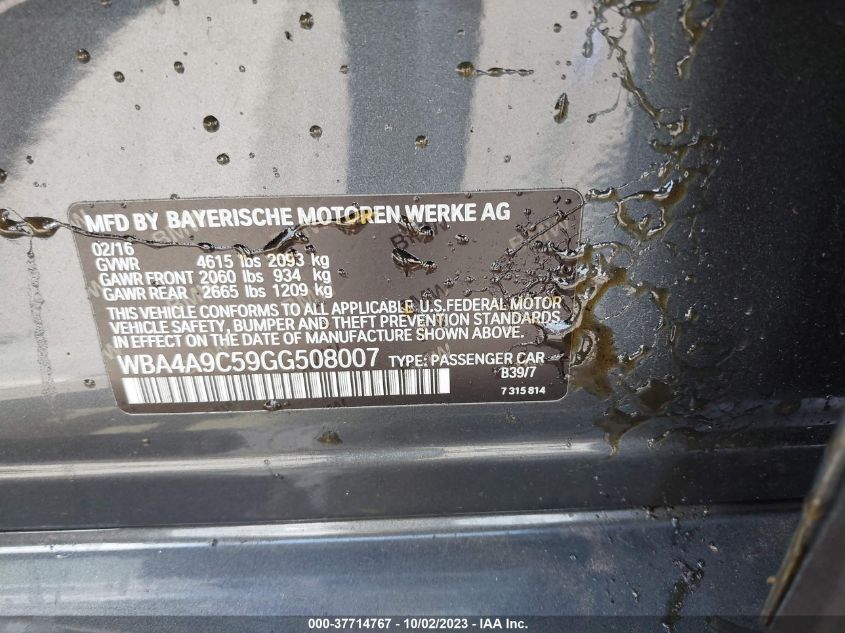 MFD BY BAYERISCHE MOTOREN WERKE AG
02/16
GVWR 4615 lbs 2093 kg
GAWR FRONT 2060 lbs 934 kg
GAWR REAR 2665 lbs 1209 kg
THIS VEHICLE CONFORMS TO ALL APPLICABLE U.S.FEDERAL MOTOR
VEHICLE SAFETY, BUMPER AND THEFT PREVENTION STANDARDS
IN EFFECT ON THE DATE OF MANUFACTURE SHOWN ABOVE.
WBA4A9C59GG508007 TYPE: PASSENGER CAR
B39/7
7 315 814
000-37714767 - 10/02/2023 - IAA Inc.